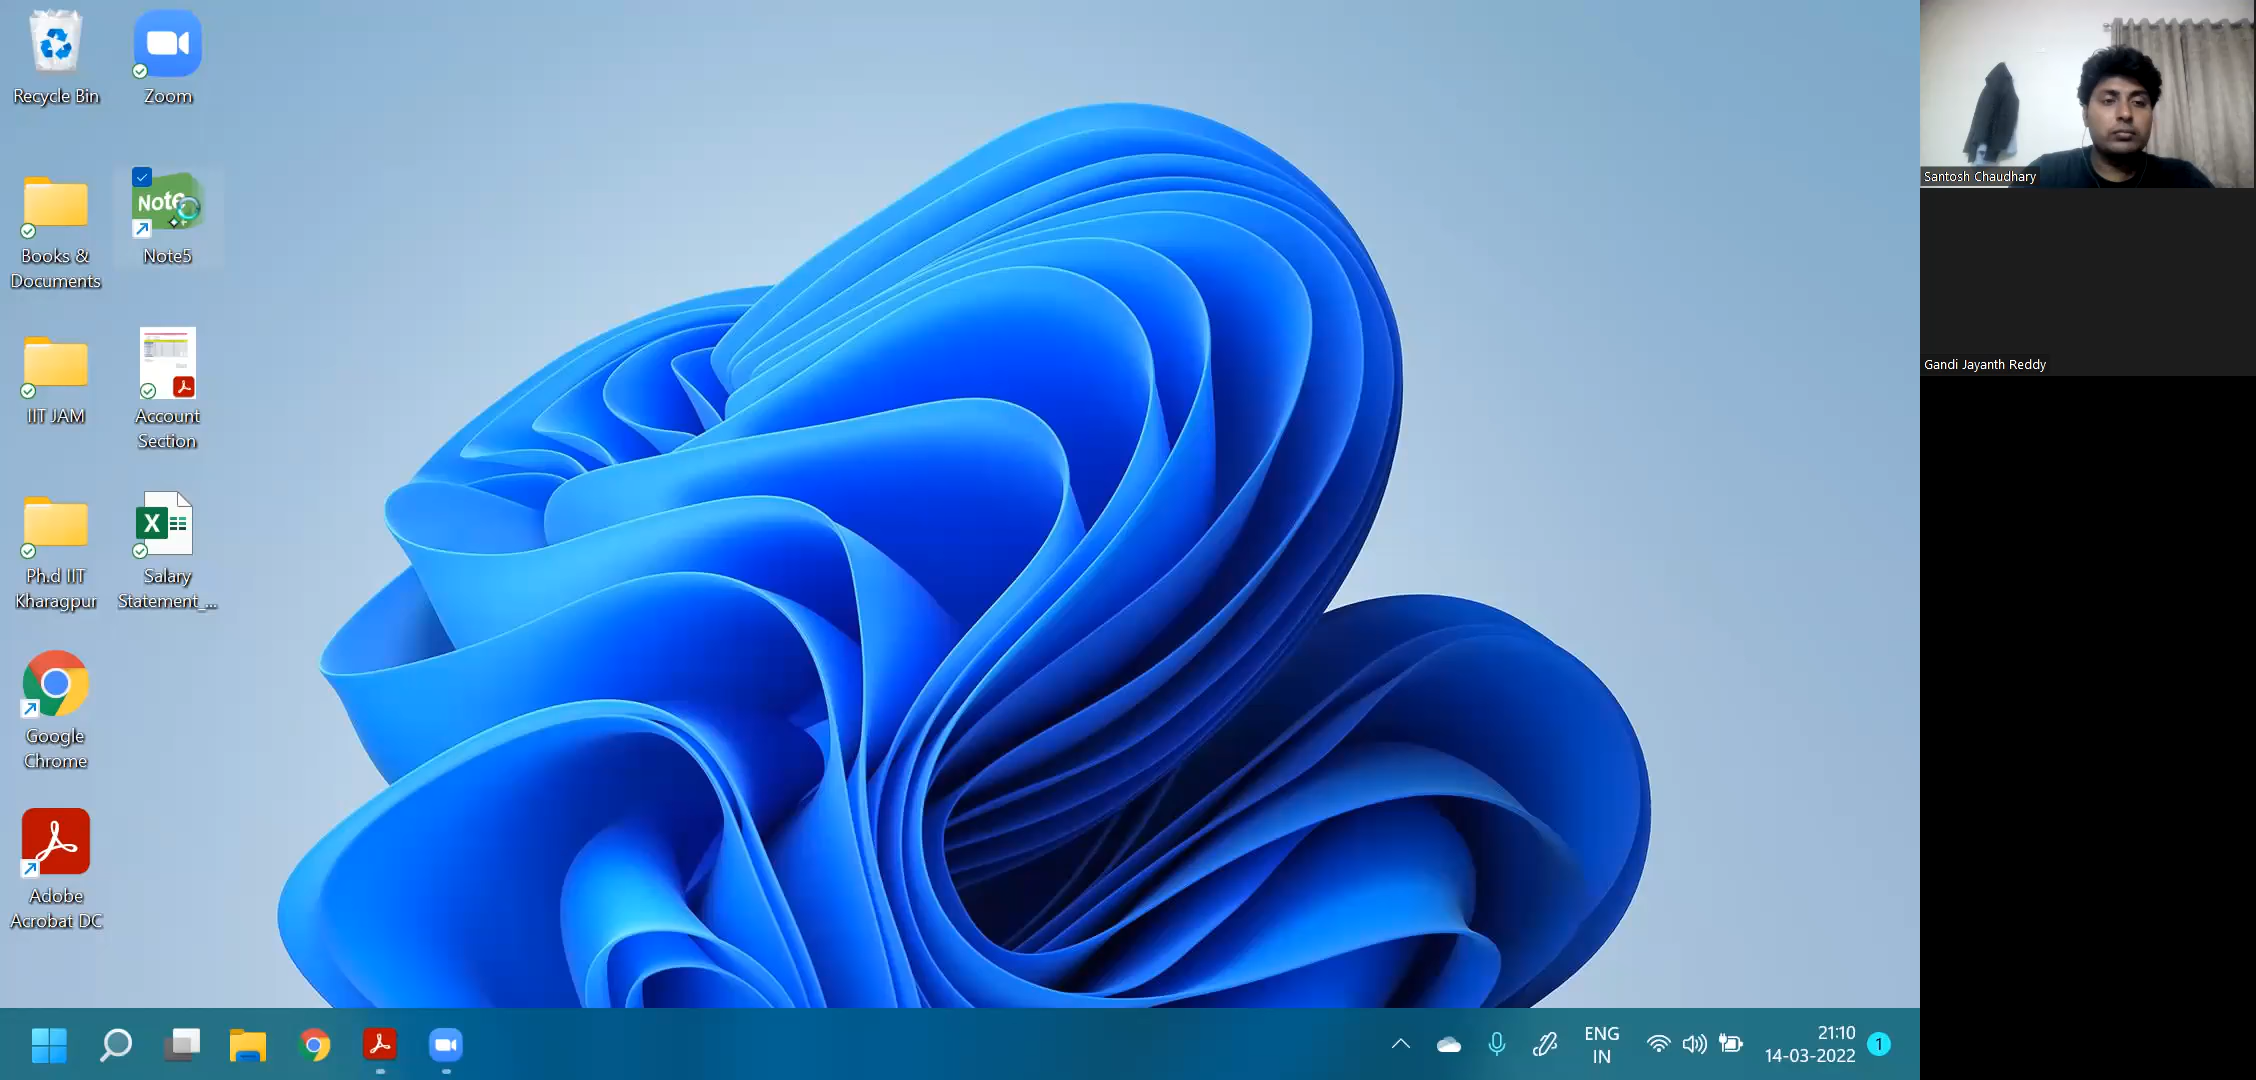 Recycle Bin
Zoom
Books &
Documents
Note
Note5
IIT JAM
Account
Section
Ph.d IIT
Kharagpur
X
Salary
Statement_...
Google
Chrome
Adobe
Acrobat DC
ENG
IN
21:10
14-03-2022
1
Santosh Chaudhary
Gandi Jayanth Reddy